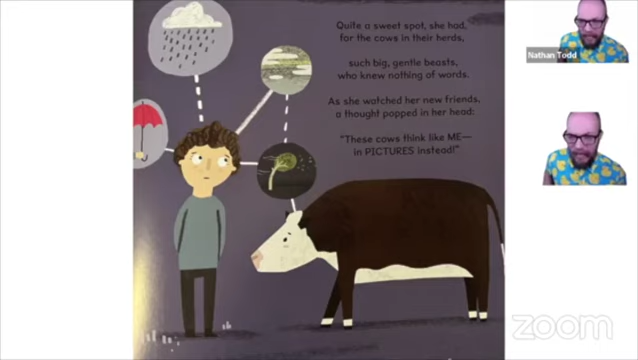 Quite a sweet spot, she had,
for the cows in their herds,
such big, gentle beasts,
who knew nothing of words.
As she watched her new friends,
a thought popped in her head:
"These cows think like ME—
in PICTURES instead!"
Nathan Todd
zoom